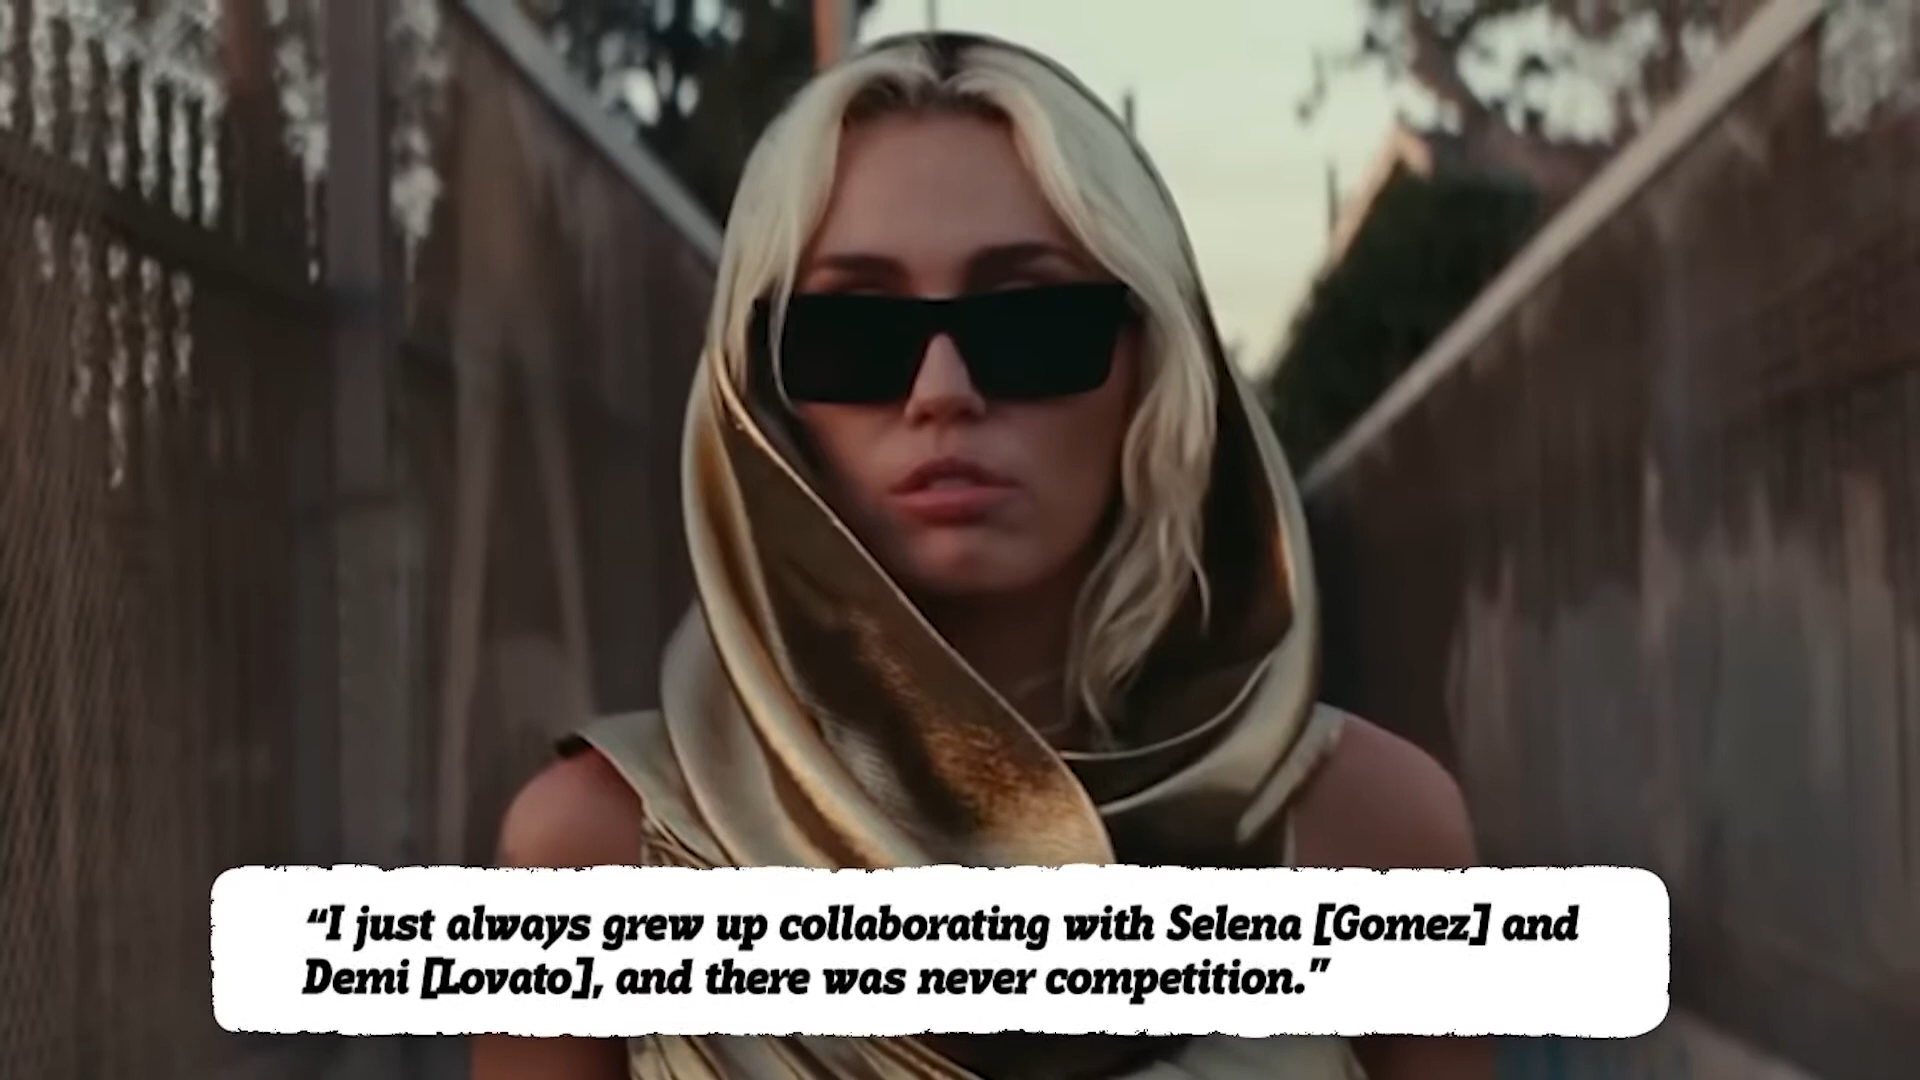 “I just always grew up collaborating with Selena [Gomez] and
Demi [Lovato], and there was never competition.”